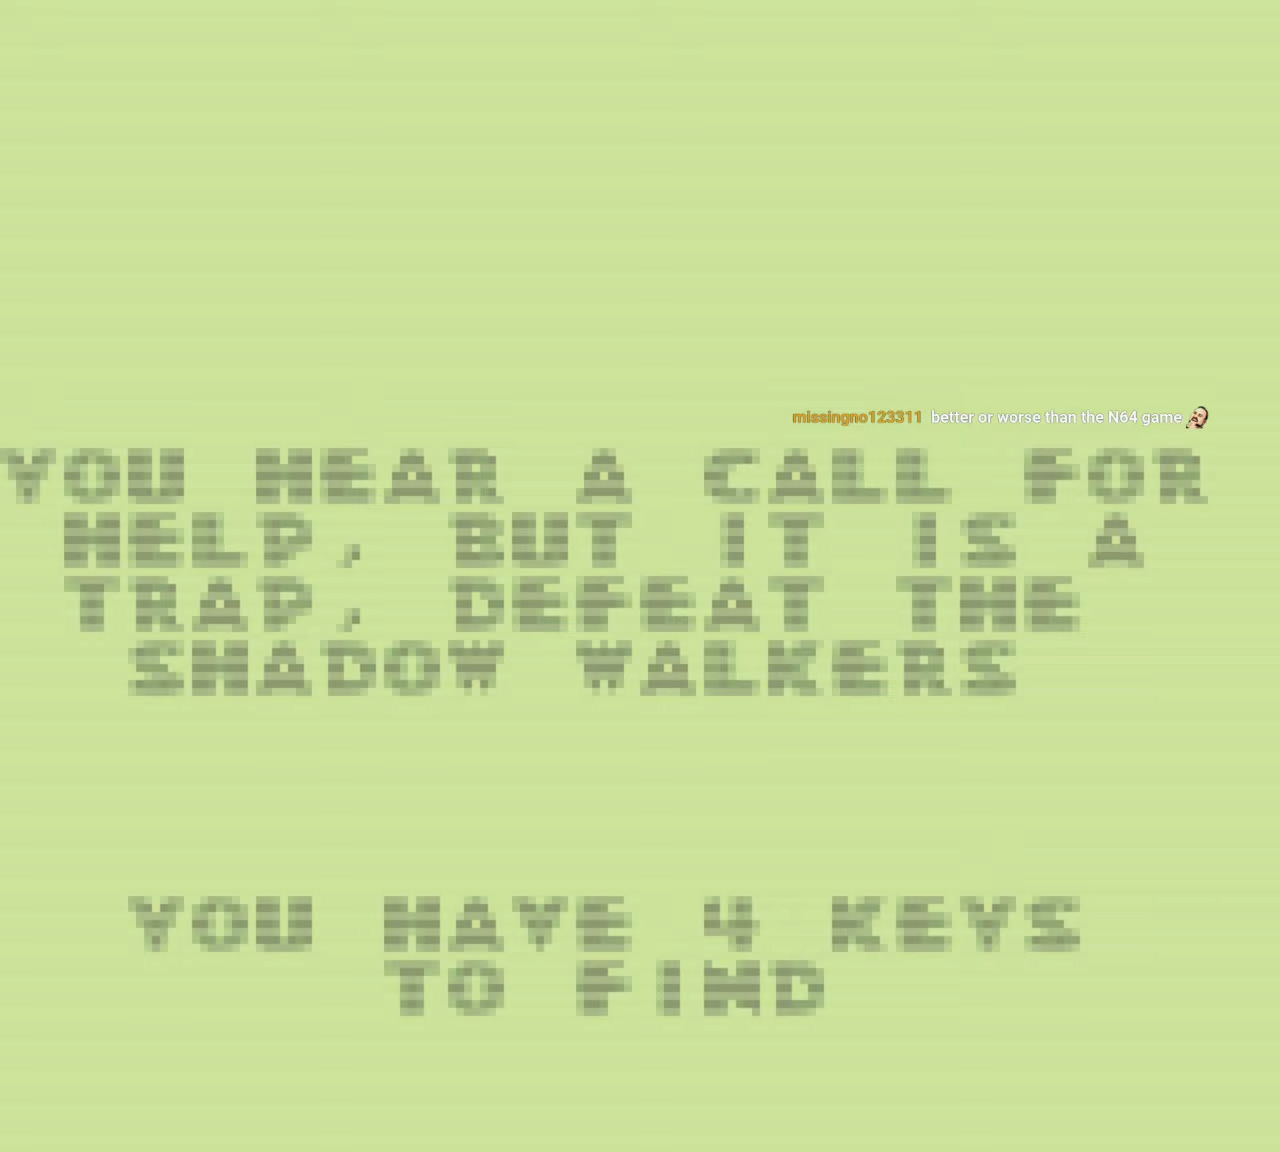 missingno123311 better or worse than the N64 game
YOU HEAR A CALL FOR
HELP, BUT IT IS A
TRAP, DEFEAT THE
SHADOW WALKERS
YOU HAVE 4 KEYS
TO FIND